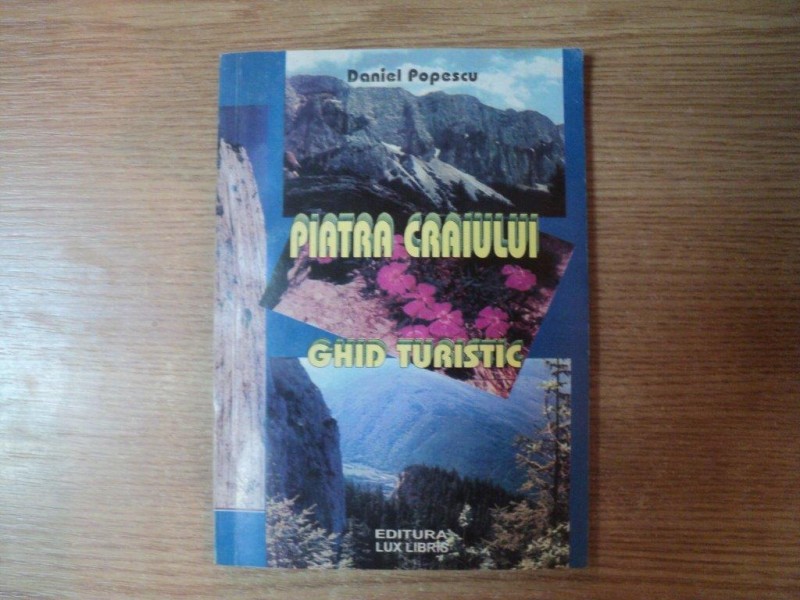 Daniel Popescu
PIATRA CRAIULUI
GHID TURISTIC
EDITURA
LUX LIBRIS